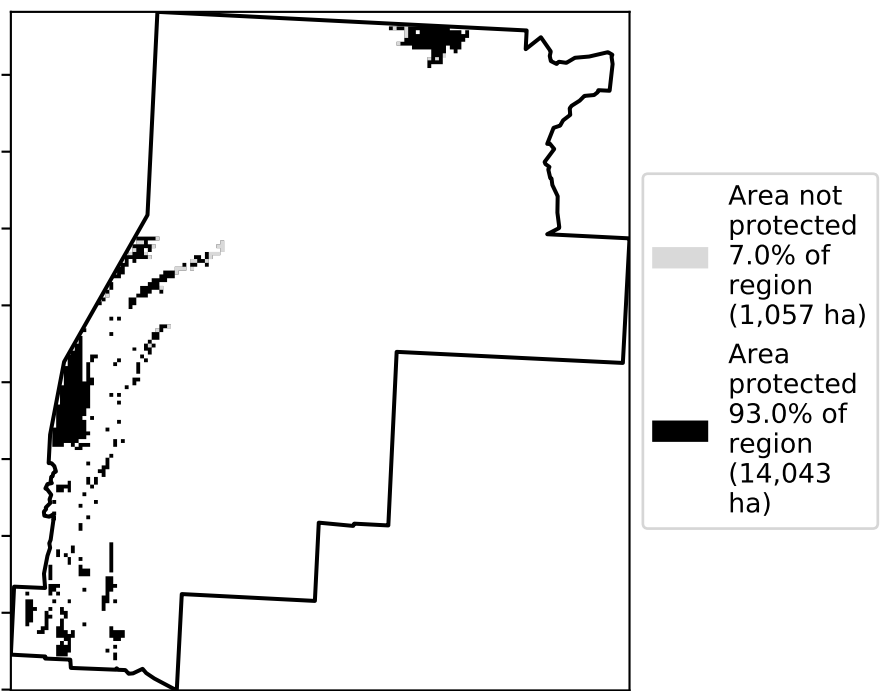 Area not
protected
7.0% of
region
(1,057 ha)
Area
protected
93.0% of
region
(14,043
ha)